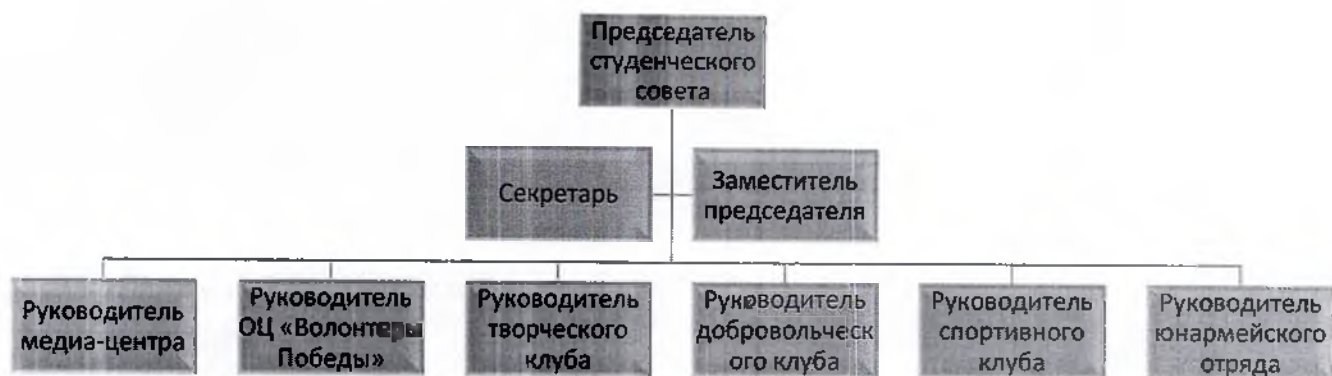 Председатель
студенческого
совета
Секретарь
Заместитель
председателя
Руководитель
медиа-центра
Руководитель
ОЦ «Волонтеры
Победы»
Руководитель
творческого
клуба
Руководитель
добровольческ
ого клуба
Руководитель
спортивного
клуба
Руководитель
юнармейского
отряда